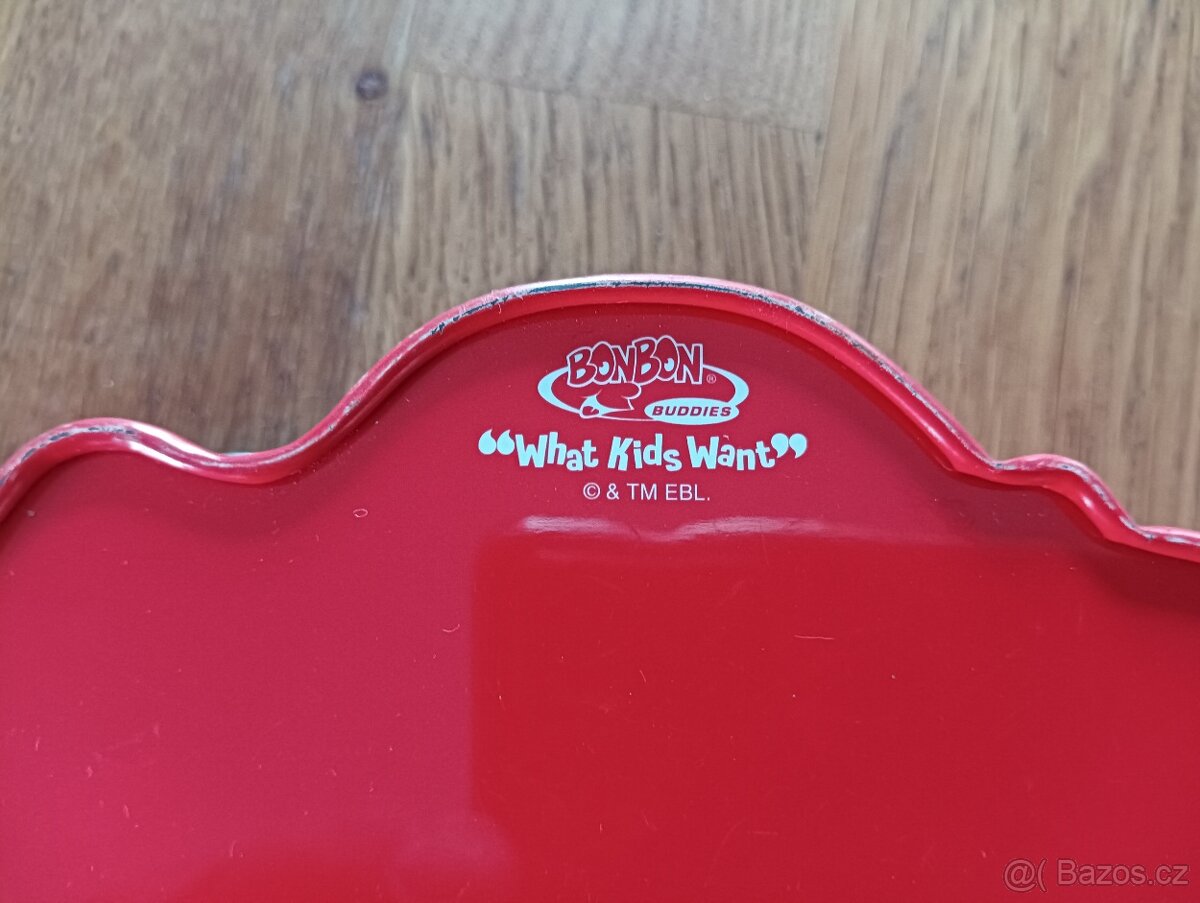 BONBON®
BUDDIES
“What Kids Want”
© & TM EBL.
@( Bazos.cz